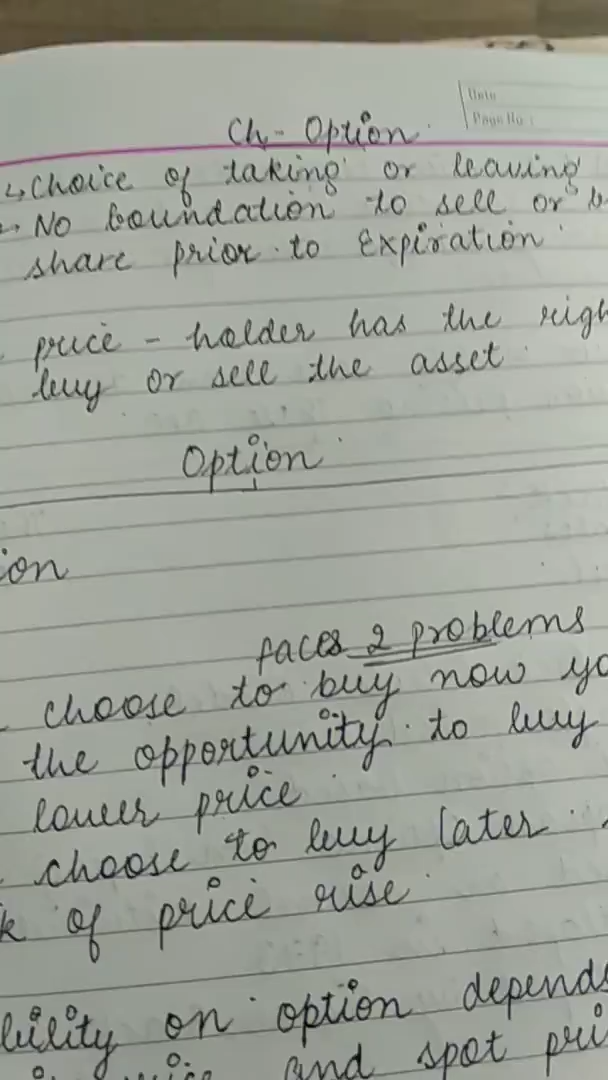 Date
Page No.
Ch- Option
↳ Choice of taking or leaving
→ No boundation to sell or b
share prior to Expiration
price - holder has the righ
buy or sell the asset
Option
ion
faces 2 problems
choose to buy now yo
the opportunity to buy
lower price
choose to buy later
k of price rise
bility on option depends
and spot pri